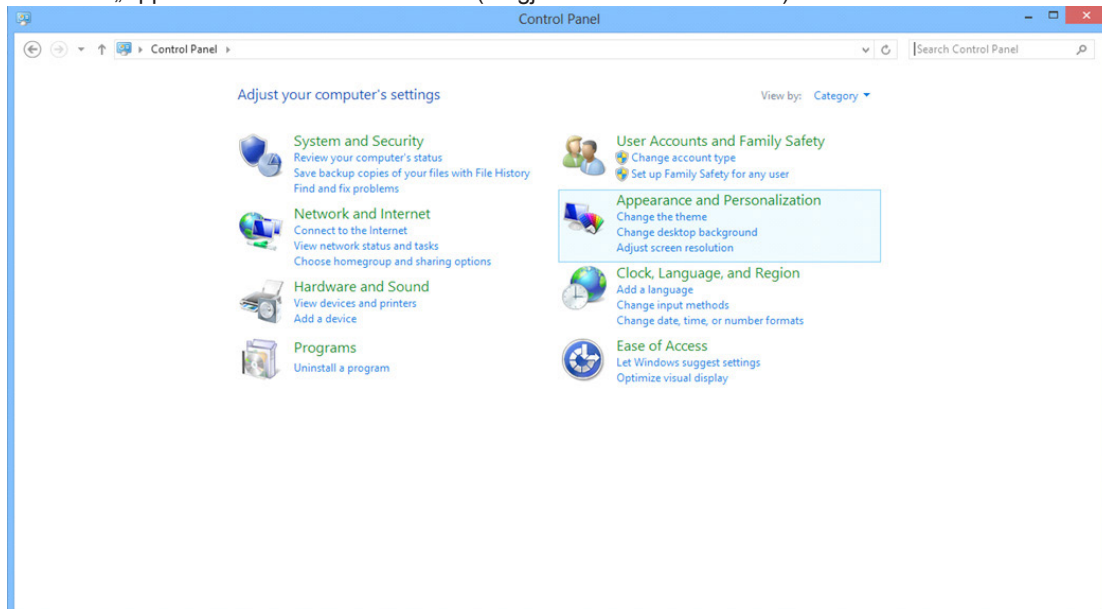 Control Panel
Control Panel
Search Control Panel
Adjust your computer's settings
View by: Category
System and Security
Review your computer's status
Save backup copies of your files with File History
Find and fix problems
Network and Internet
Connect to the Internet
View network status and tasks
Choose homegroup and sharing options
Hardware and Sound
View devices and printers
Add a device
Programs
Uninstall a program
User Accounts and Family Safety
Change account type
Set up Family Safety for any user
Appearance and Personalization
Change the theme
Change desktop background
Adjust screen resolution
Clock, Language, and Region
Add a language
Change input methods
Change date, time, or number formats
Ease of Access
Let Windows suggest settings
Optimize visual display